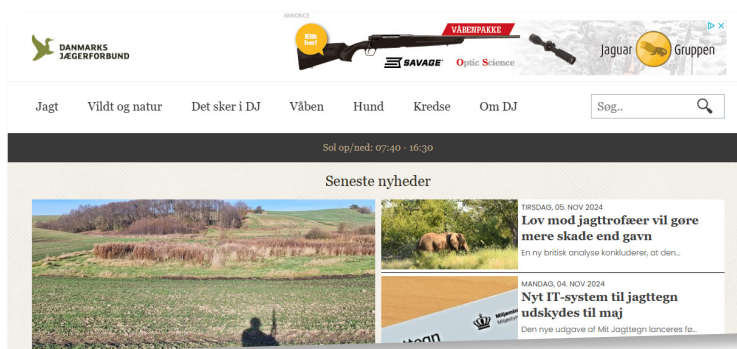 ANNONCE
Klik
her!
VÅBENPAKKE
SAVAGE
Optic Science
Jaguar Gruppen
DANMARKS
JÆGERFORBUND
Jagt Vildt og natur Det sker i DJ Våben Hund Kredse Om DJ Søg..
Sol op/ned: 07:40 - 16:30
Seneste nyheder
TIRSDAG, 05. NOV 2024
Lov mod jagttrofæer vil gøre
mere skade end gavn
En ny britisk analyse konkluderer, at den...
MANDAG, 04. NOV 2024
Nyt IT-system til jagttegn
udskydes til maj
Den nye udgave af Mit Jagttegn lanceres fø...